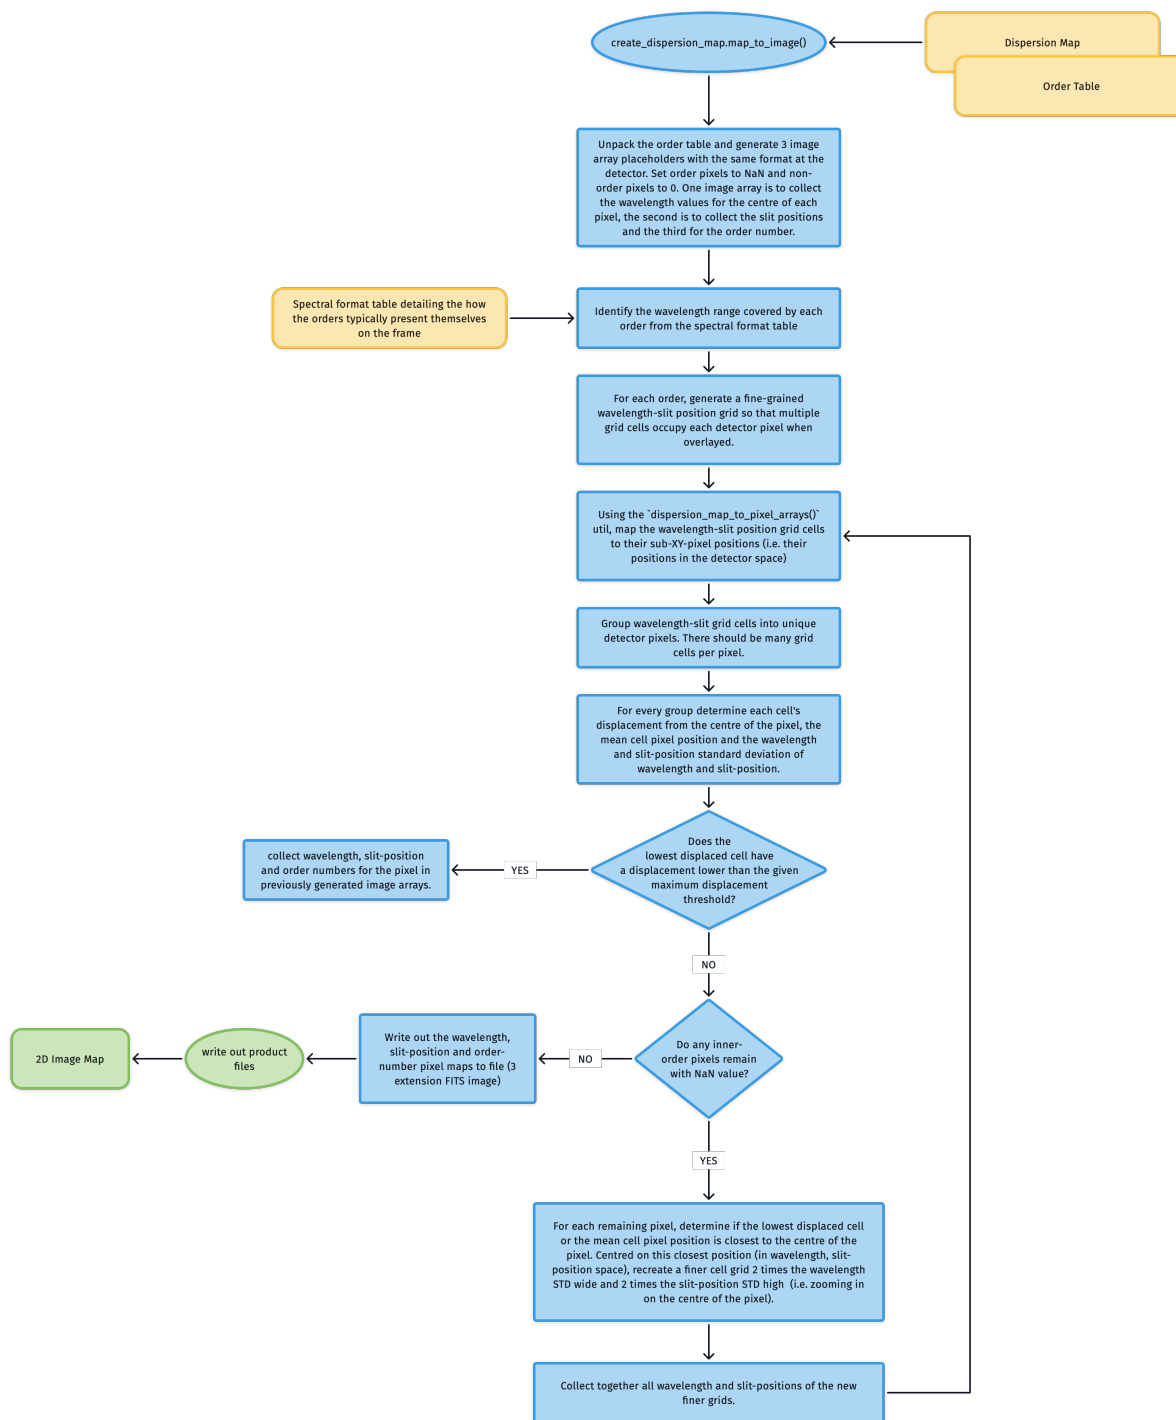 create_dispersion_map.map_to_image()
Dispersion Map
Order Table
Unpack the order table and generate 3 image
array placeholders with the same format at the
detector. Set order pixels to NaN and non-
order pixels to 0. One image array is to collect
the wavelength values for the centre of each
pixel, the second is to collect the slit positions
and the third for the order number.
Spectral format table detailing the how
the orders typically present themselves
on the frame
Identify the wavelength range covered by each
order from the spectral format table
For each order, generate a fine-grained
wavelength-slit position grid so that multiple
grid cells occupy each detector pixel when
overlayed.
Using the `dispersion_map_to_pixel_arrays()`
util, map the wavelength-slit position grid cells
to their sub-XY-pixel positions (i.e. their
positions in the detector space)
Group wavelength-slit grid cells into unique
detector pixels. There should be many grid
cells per pixel.
For every group determine each cell's
displacement from the centre of the pixel, the
mean cell pixel position and the wavelength
and slit-position standard deviation of
wavelength and slit-position.
Does the
lowest displaced cell have
a displacement lower than the given
maximum displacement
threshold?
YES
collect wavelength, slit-position
and order numbers for the pixel in
previously generated image arrays.
NO
Do any inner-
order pixels remain
with NaN value?
NO
Write out the wavelength,
slit-position and order-
number pixel maps to file (3
extension FITS image)
write out product
files
2D Image Map
YES
For each remaining pixel, determine if the lowest displaced cell
or the mean cell pixel position is closest to the centre of the
pixel. Centred on this closest position (in wavelength, slit-
position space), recreate a finer cell grid 2 times the wavelength
STD wide and 2 times the slit-position STD high (i.e. zooming in
on the centre of the pixel).
Collect together all wavelength and slit-positions of the new
finer grids.